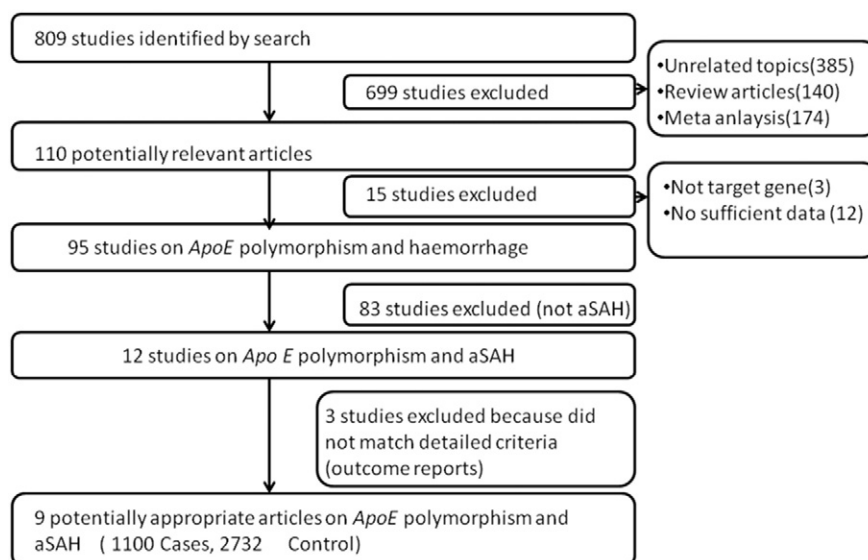 809 studies identified by search
699 studies excluded
•Unrelated topics(385)
•Review articles(140)
•Meta anlaysis(174)
110 potentially relevant articles
15 studies excluded
•Not target gene(3)
•No sufficient data (12)
95 studies on ApoE polymorphism and haemorrhage
83 studies excluded (not aSAH)
12 studies on Apo E polymorphism and aSAH
3 studies excluded because did
not match detailed criteria
(outcome reports)
9 potentially appropriate articles on ApoE polymorphism and
aSAH ( 1100 Cases, 2732 Control)